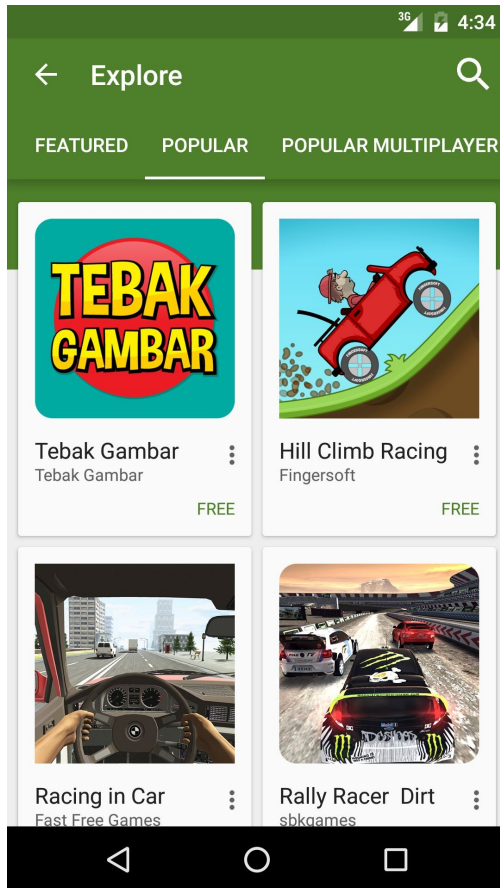 3G 4:34
Explore
FEATURED POPULAR POPULAR MULTIPLAYER
TEBAK
GAMBAR
Tebak Gambar
Tebak Gambar
FREE
Hill Climb Racing
Fingersoft
FREE
Racing in Car
Fast Free Games
Rally Racer Dirt
sbkgames